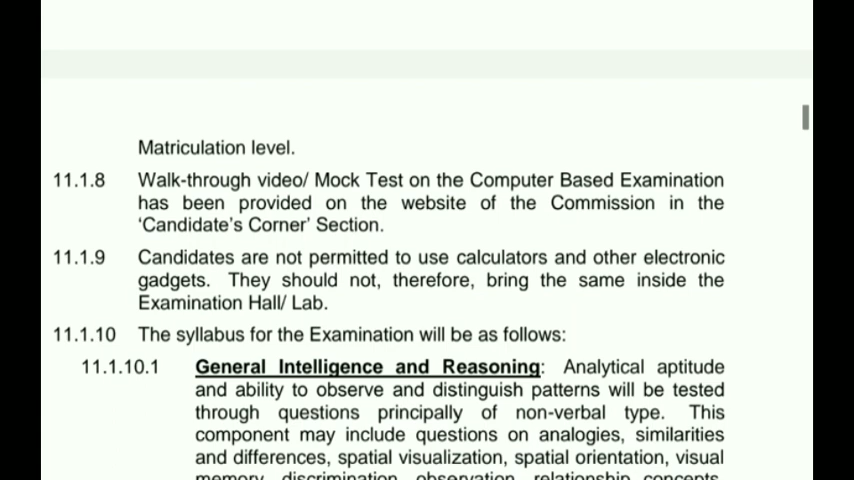 Matriculation level.
11.1.8 Walk-through video/ Mock Test on the Computer Based Examination
has been provided on the website of the Commission in the
‘Candidate’s Corner’ Section.
11.1.9 Candidates are not permitted to use calculators and other electronic
gadgets. They should not, therefore, bring the same inside the
Examination Hall/ Lab.
11.1.10 The syllabus for the Examination will be as follows:
11.1.10.1 General Intelligence and Reasoning: Analytical aptitude
and ability to observe and distinguish patterns will be tested
through questions principally of non-verbal type. This
component may include questions on analogies, similarities
and differences, spatial visualization, spatial orientation, visual
memory, discrimination, observation, relationship concepts,